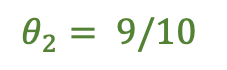 θ₂ = 9/10